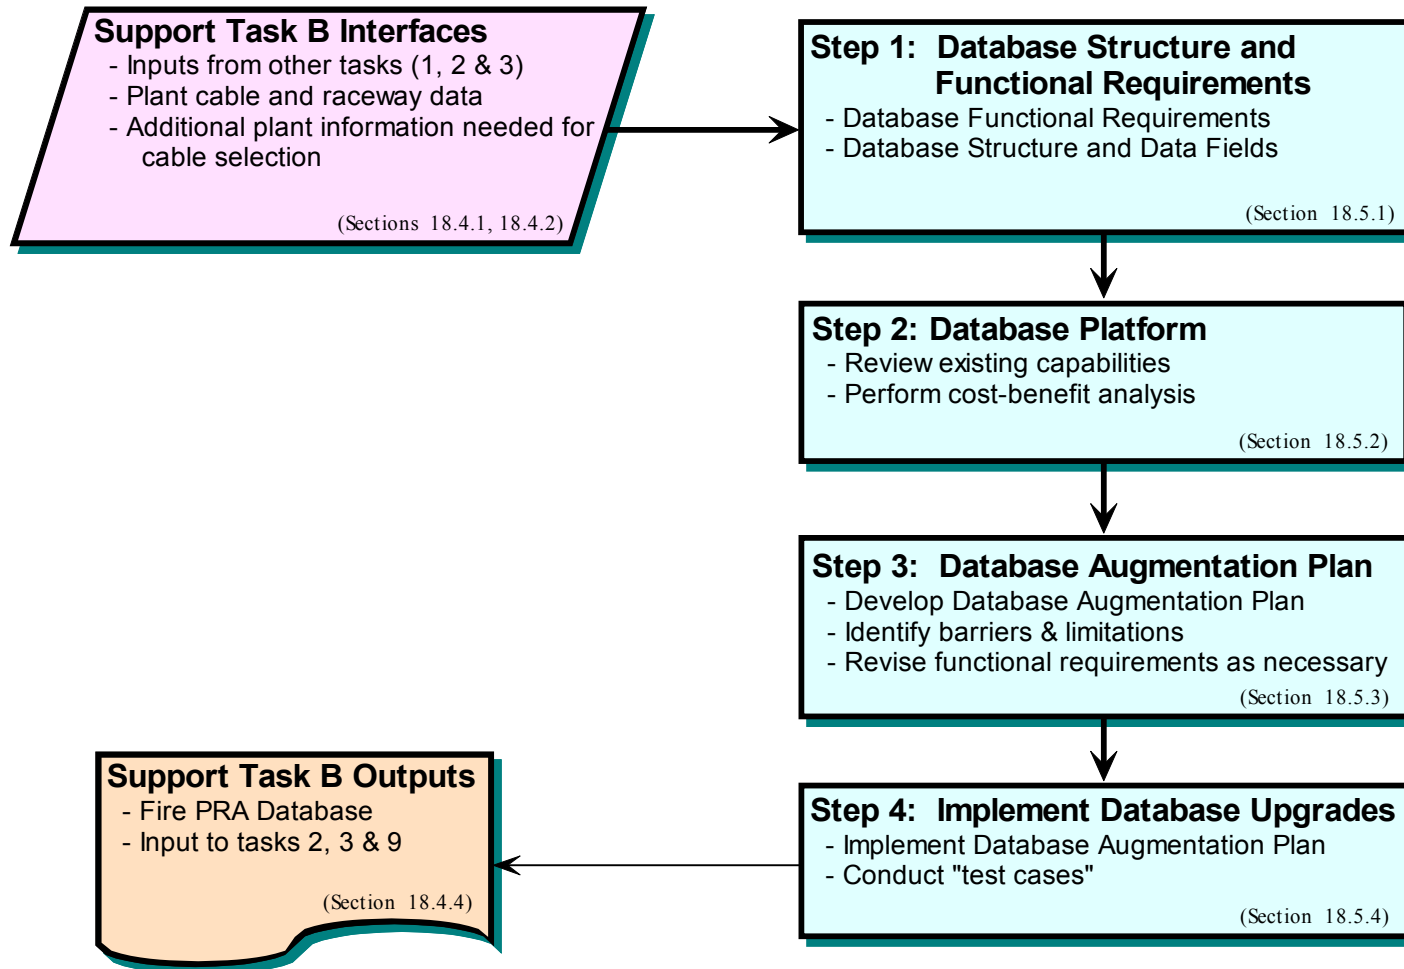 Support Task B Interfaces
- Inputs from other tasks (1, 2 & 3)
- Plant cable and raceway data
- Additional plant information needed for
cable selection
(Sections 18.4.1, 18.4.2)
Step 1: Database Structure and
Functional Requirements
- Database Functional Requirements
- Database Structure and Data Fields
(Section 18.5.1)
Step 2: Database Platform
- Review existing capabilities
- Perform cost-benefit analysis
(Section 18.5.2)
Step 3: Database Augmentation Plan
- Develop Database Augmentation Plan
- Identify barriers & limitations
- Revise functional requirements as necessary
(Section 18.5.3)
Step 4: Implement Database Upgrades
- Implement Database Augmentation Plan
- Conduct "test cases"
(Section 18.5.4)
Support Task B Outputs
- Fire PRA Database
- Input to tasks 2, 3 & 9
(Section 18.4.4)